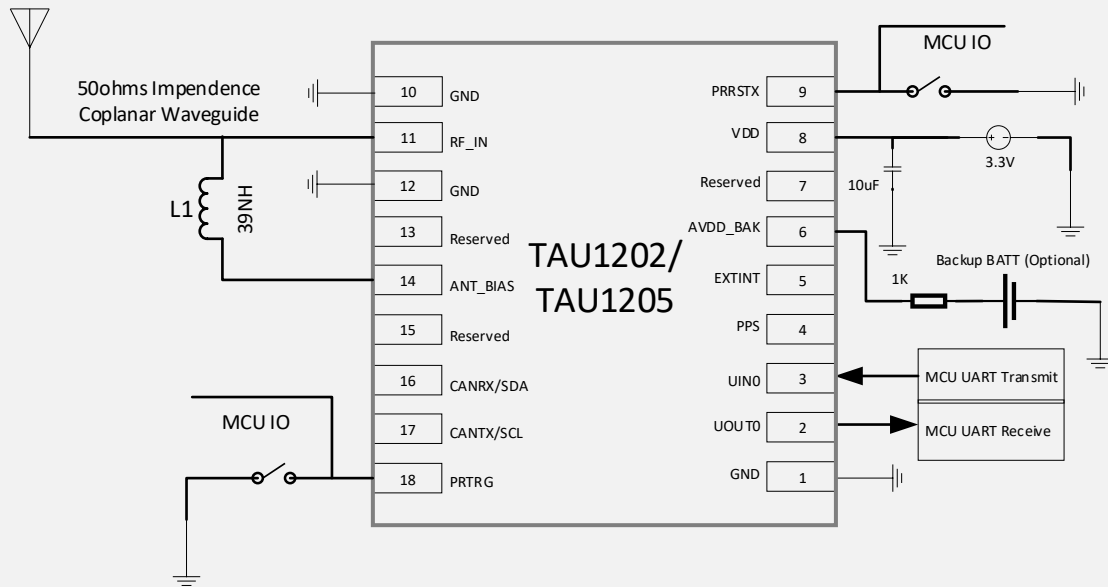 MCU IO
50ohms Impendence
Coplanar Waveguide
10
GND
PRRSTX
9
11
RF_IN
VDD
8
3.3V
12
GND
Reserved
7
10uF
L1
39NH
13
Reserved
AVDD_BAK
6
TAU1202/
TAU1205
Backup BATT (Optional)
1K
14
ANT_BIAS
EXTINT
5
15
Reserved
PPS
4
16
CANRX/SDA
UIN0
3
MCU UART Transmit
MCU IO
17
CANTX/SCL
UOUT0
2
MCU UART Receive
18
PRTRG
GND
1